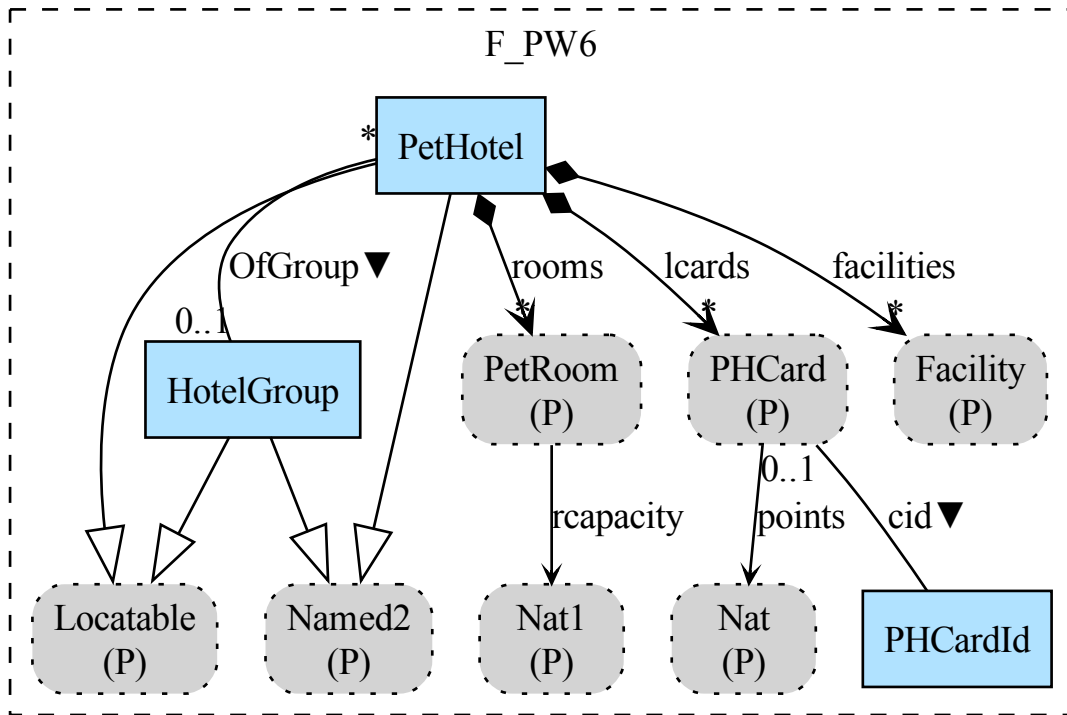 F_PW6
PetHotel
*
OfGroup▼
rooms
lcards
facilities
0..1
*
*
*
HotelGroup
PetRoom
(P)
PHCard
(P)
Facility
(P)
0..1
rcapacity
points
cid▼
Locatable
(P)
Named2
(P)
Nat1
(P)
Nat
(P)
PHCardId